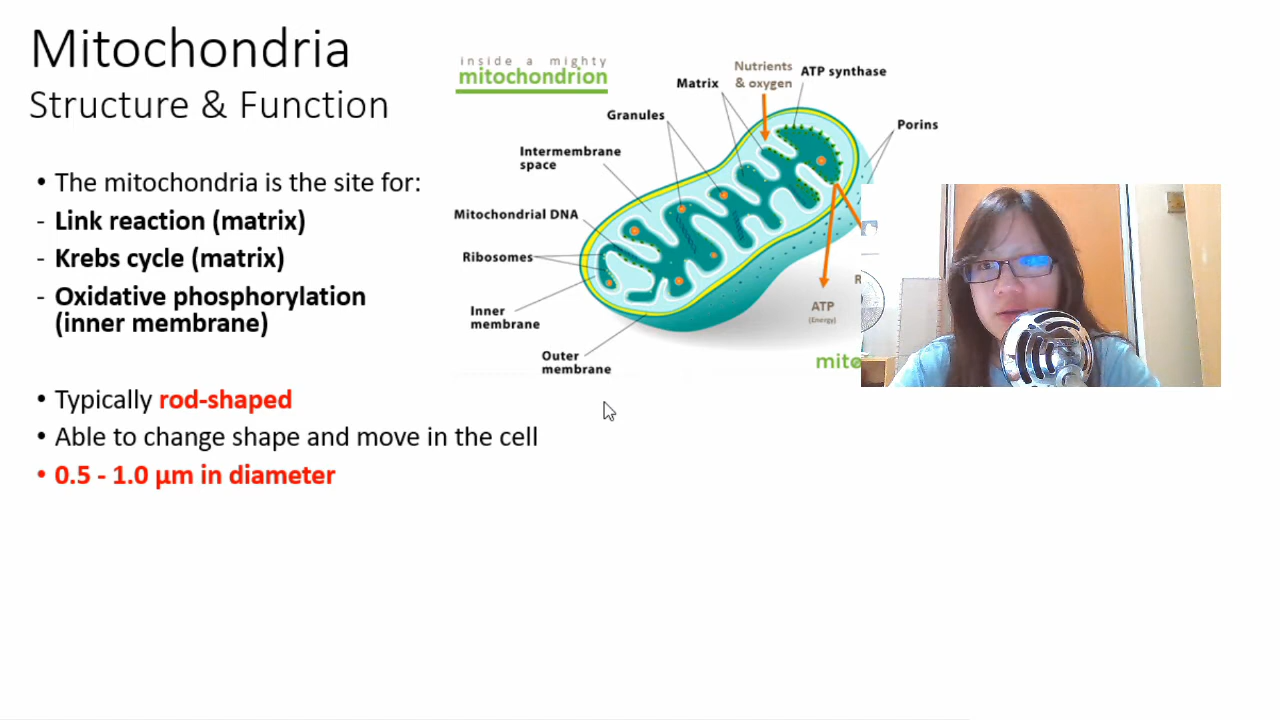 Mitochondria
Structure & Function
• The mitochondria is the site for:
- Link reaction (matrix)
- Krebs cycle (matrix)
- Oxidative phosphorylation
(inner membrane)
• Typically rod-shaped
• Able to change shape and move in the cell
• 0.5 - 1.0 µm in diameter
inside a mighty
mitochondrion
Nutrients
& oxygen
ATP synthase
Matrix
Granules
Porins
Intermembrane
space
Mitochondrial DNA
Ribosomes
Inner
membrane
Outer
membrane
ATP
(Energy)